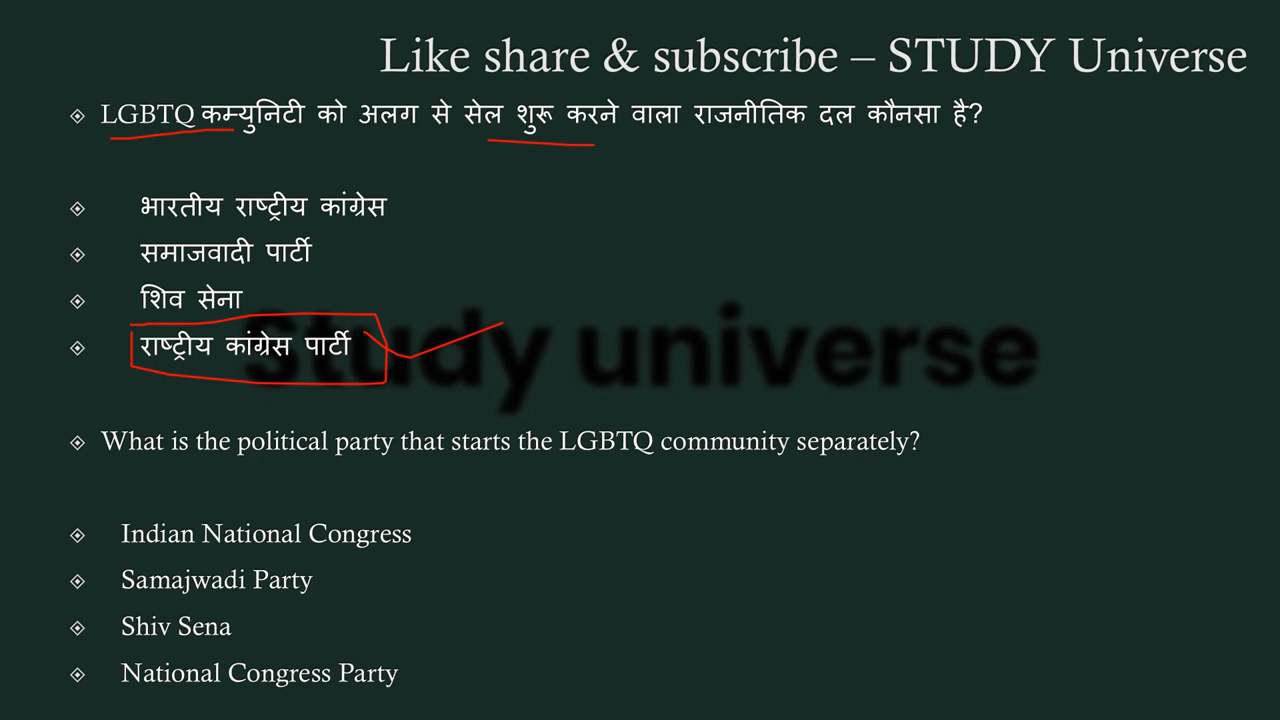 Like share & subscribe – STUDY Universe
LGBTQ कम्युनिटी को अलग से सेल शुरू करने वाला राजनीतिक दल कौनसा है?
भारतीय राष्ट्रीय कांग्रेस
समाजवादी पार्टी
शिव सेना
राष्ट्रीय कांग्रेस पार्टी
Study universe
What is the political party that starts the LGBTQ community separately?
Indian National Congress
Samajwadi Party
Shiv Sena
National Congress Party